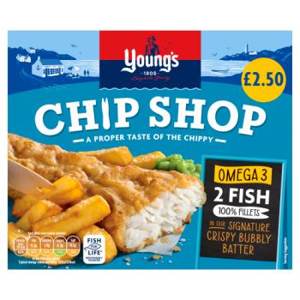 Young's
1805
£2.50
CHIP SHOP
A PROPER TASTE OF THE CHIPPY
OMEGA 3
2 FISH
100% FILLETS
IN OUR SIGNATURE
CRISPY BUBBLY
BATTER
FISH
FOR
LIFE